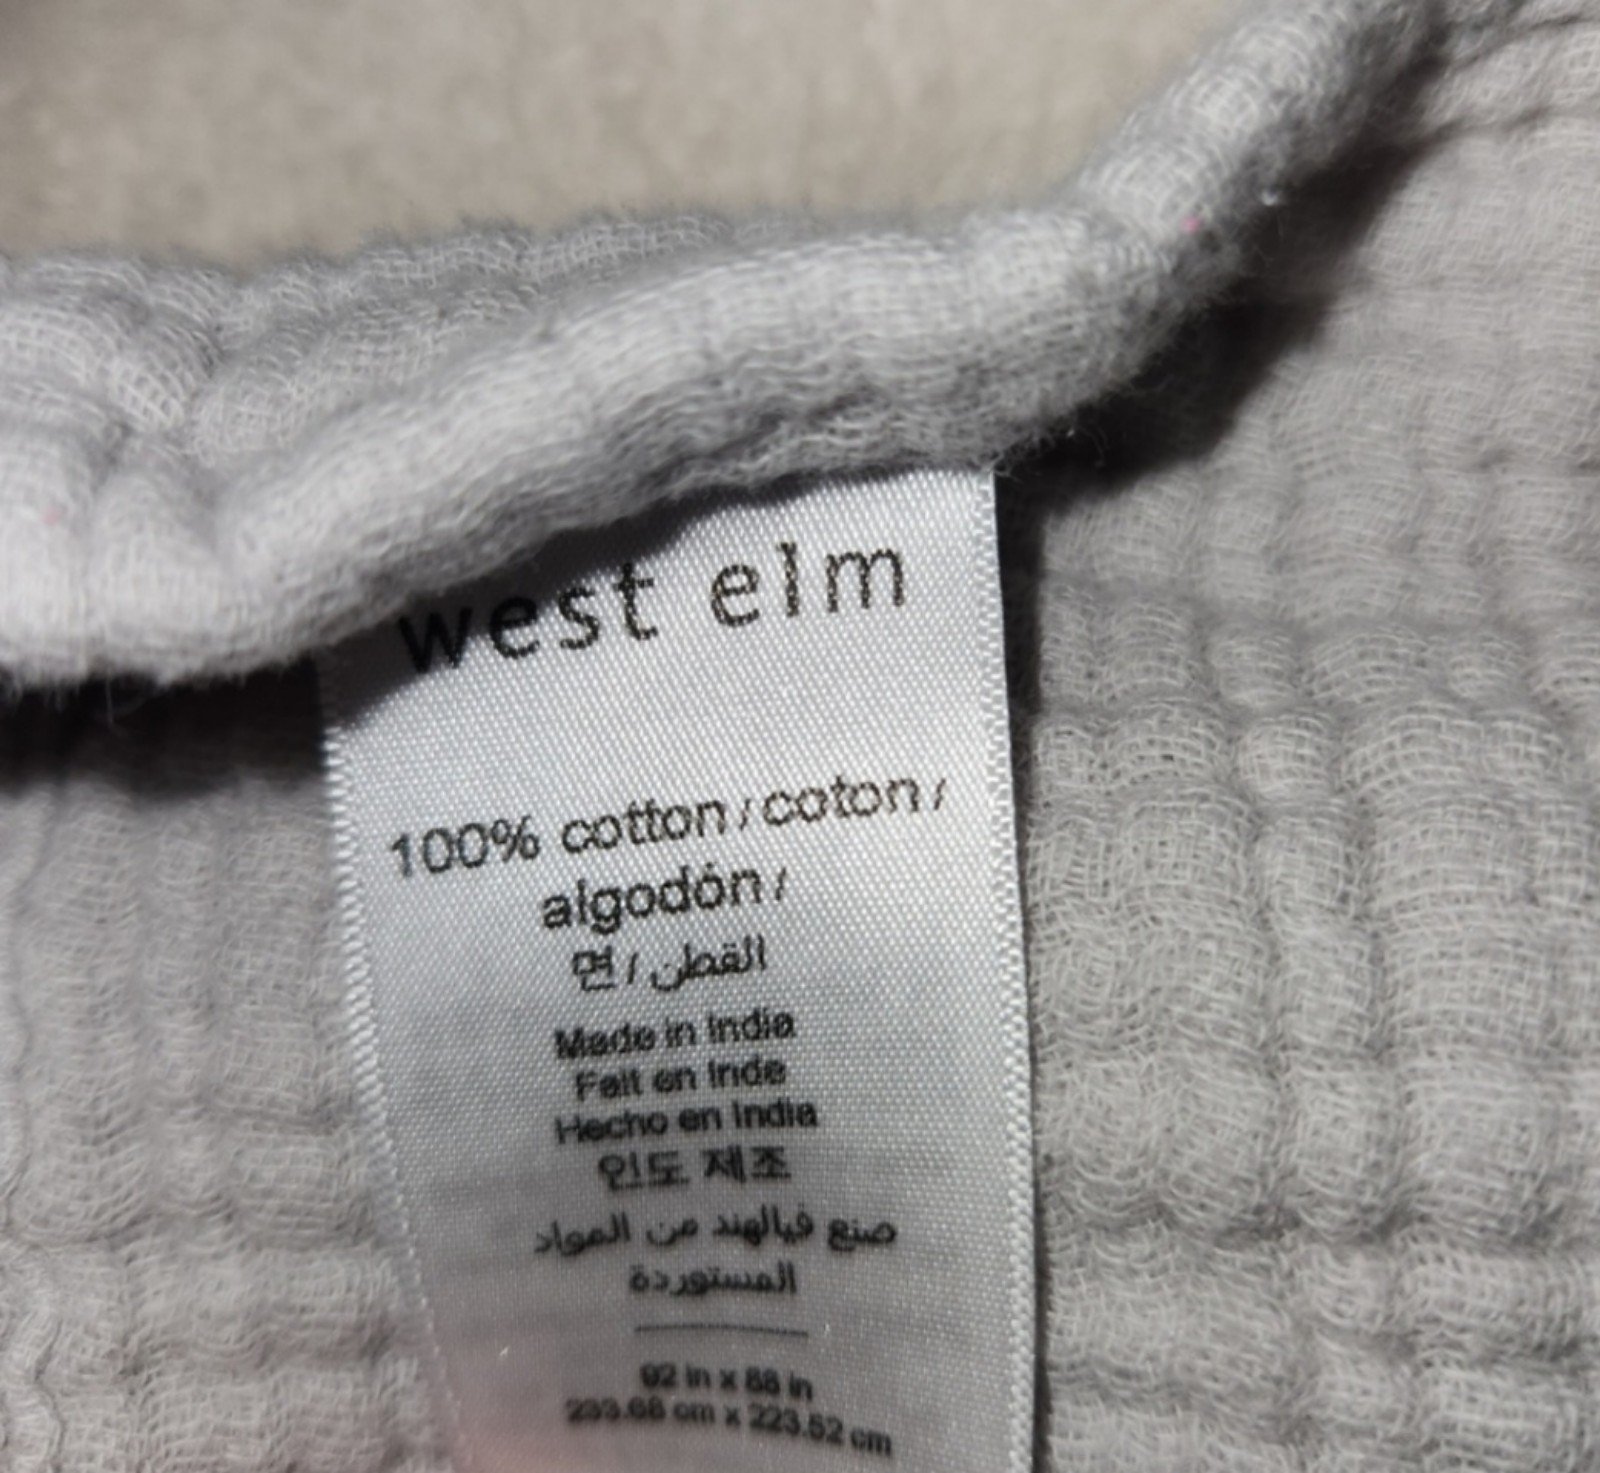 west elm
100% cotton/coton/
algodón/
면/القطن
Made in India
Fait en Inde
Hecho en India
인도 제조
صنع فيالهند من المواد
المستوردة
92 in x 88 in
233.68 cm x 223.52 cm